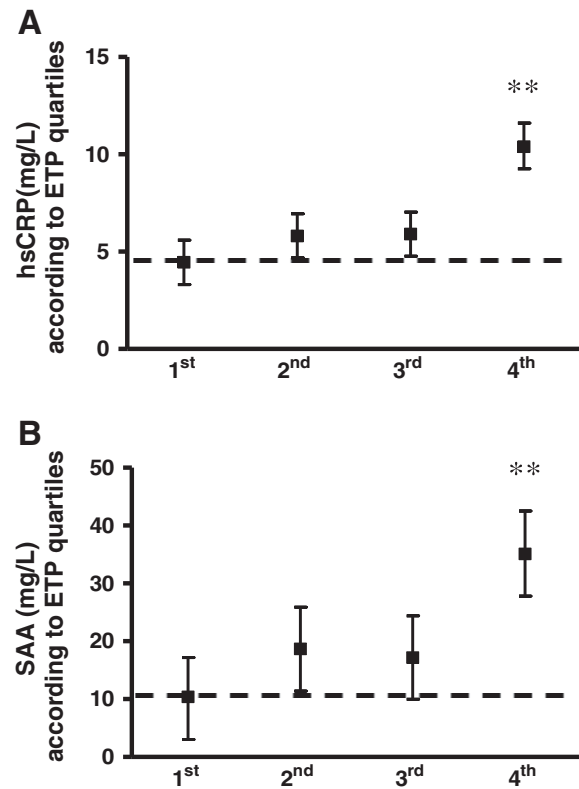 A
hsCRP(mg/L)
according to ETP quartiles
15
10
5
0
**
1st 2nd 3rd 4th
B
SAA (mg/L)
according to ETP quartiles
50
40
30
20
10
0
**
1st 2nd 3rd 4th